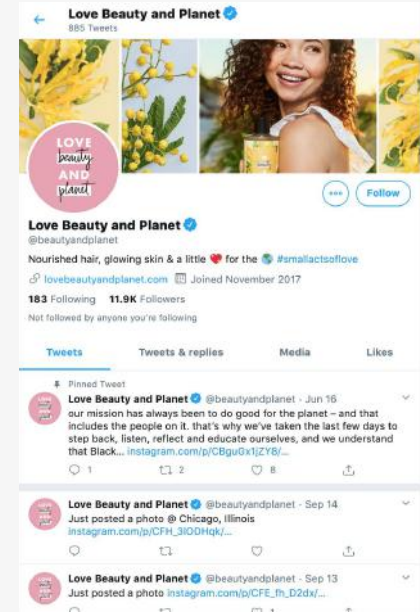 Love Beauty and Planet
885 Tweets
LOVE
beauty
AND
planet
Follow
Love Beauty and Planet
@beautyandplanet
Nourished hair, glowing skin & a little ❤️ for the 🌎 #smallactsoflove
lovebeautyandplanet.com Joined November 2017
183 Following 11.9K Followers
Not followed by anyone you're following
Tweets Tweets & replies Media Likes
Pinned Tweet
Love Beauty and Planet @beautyandplanet · Jun 16
our mission has always been to do good for the planet – and that
includes the people on it. that's why we've taken the last few days to
step back, listen, reflect and educate ourselves, and we understand
that Black... instagram.com/p/CBguGx1jZY8/...
1 2 8
Love Beauty and Planet @beautyandplanet · Sep 14
Just posted a photo @ Chicago, Illinois
instagram.com/p/CFH_3IODHqk/...
Love Beauty and Planet @beautyandplanet · Sep 13
Just posted a photo instagram.com/p/CFE_fh_D2dx/...
1